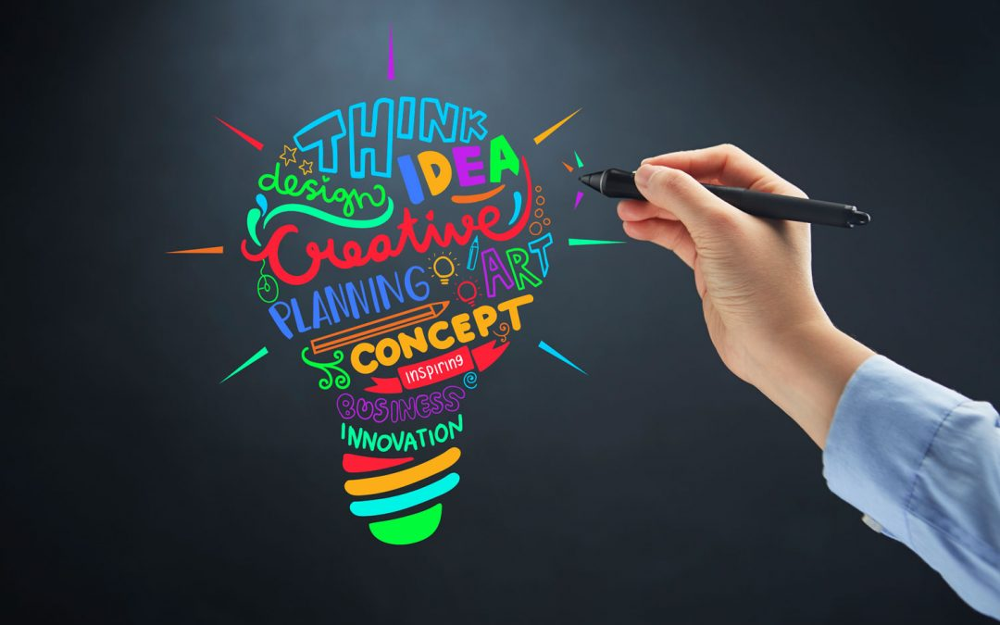 THINK
IDEA
design
Creative
ART
PLANNING
CONCEPT
inspiring
BUSINESS
INNOVATION